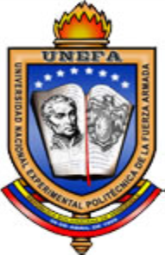 UNEFA
UNIVERSIDAD NACIONAL EXPERIMENTAL POLITÉCNICA DE LA FUERZA ARMADA